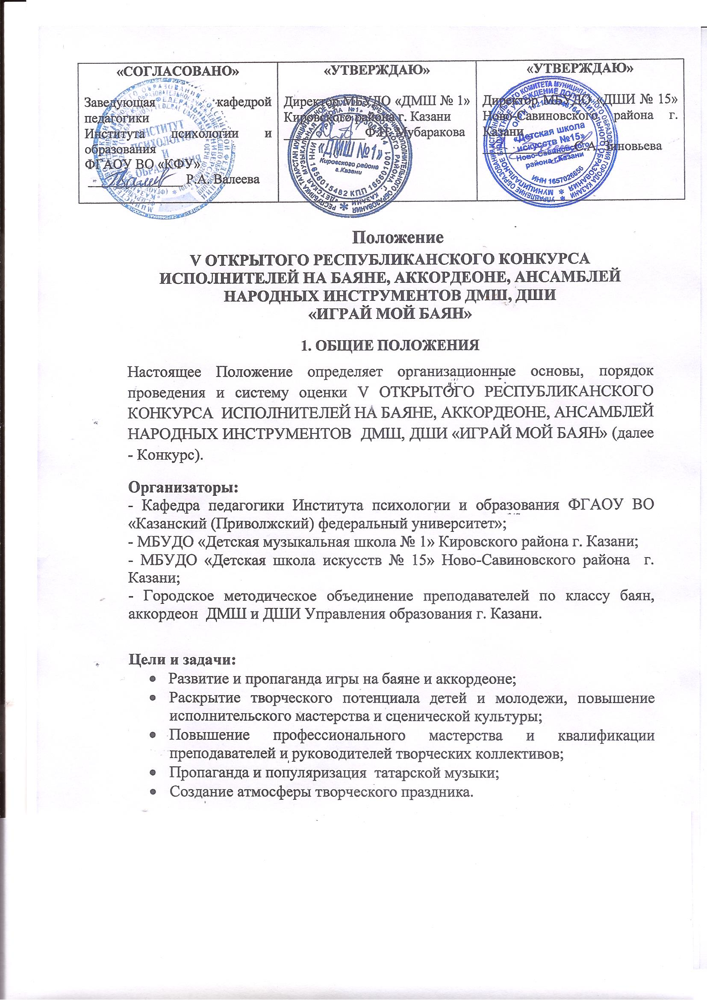 «СОГЛАСОВАНО»
Заведующая кафедрой
педагогики
Института психологии и
образования
ФГАОУ ВО «КФУ»
Р.А. Валеева
«УТВЕРЖДАЮ»
Директор МБУДО «ДМШ № 1»
Кировского района г. Казани
Ф.Н. Мубаракова
«УТВЕРЖДАЮ»
Директор МБУДО «ДШИ № 15»
Ново-Савиновского района г.
Казани
С.А. Зиновьева
ИНСТИТУТ
ПСИХОЛОГИИ
И
ОБРАЗОВАНИЯ
«ДМШ №1»
Кировского района
г.Казани
ИНН 1656015482 КПП 165601001
«Детская школа
искусств №15»
Ново-Савиновского
района г.Казани
ИНН 1657026656
Положение
V ОТКРЫТОГО РЕСПУБЛИКАНСКОГО КОНКУРСА
ИСПОЛНИТЕЛЕЙ НА БАЯНЕ, АККОРДЕОНЕ, АНСАМБЛЕЙ
НАРОДНЫХ ИНСТРУМЕНТОВ ДМШ, ДШИ
«ИГРАЙ МОЙ БАЯН»
1. ОБЩИЕ ПОЛОЖЕНИЯ
Настоящее Положение определяет организационные основы, порядок
проведения и систему оценки V ОТКРЫТОГО РЕСПУБЛИКАНСКОГО
КОНКУРСА ИСПОЛНИТЕЛЕЙ НА БАЯНЕ, АККОРДЕОНЕ, АНСАМБЛЕЙ
НАРОДНЫХ ИНСТРУМЕНТОВ ДМШ, ДШИ «ИГРАЙ МОЙ БАЯН» (далее
- Конкурс).
Организаторы:
- Кафедра педагогики Института психологии и образования ФГАОУ ВО
«Казанский (Приволжский) федеральный университет»;
- МБУДО «Детская музыкальная школа № 1» Кировского района г. Казани;
- МБУДО «Детская школа искусств № 15» Ново-Савиновского района г.
Казани;
- Городское методическое объединение преподавателей по классу баян,
аккордеон ДМШ и ДШИ Управления образования г. Казани.
Цели и задачи:
• Развитие и пропаганда игры на баяне и аккордеоне;
• Раскрытие творческого потенциала детей и молодежи, повышение
исполнительского мастерства и сценической культуры;
• Повышение профессионального мастерства и квалификации
преподавателей и руководителей творческих коллективов;
• Пропаганда и популяризация татарской музыки;
• Создание атмосферы творческого праздника.